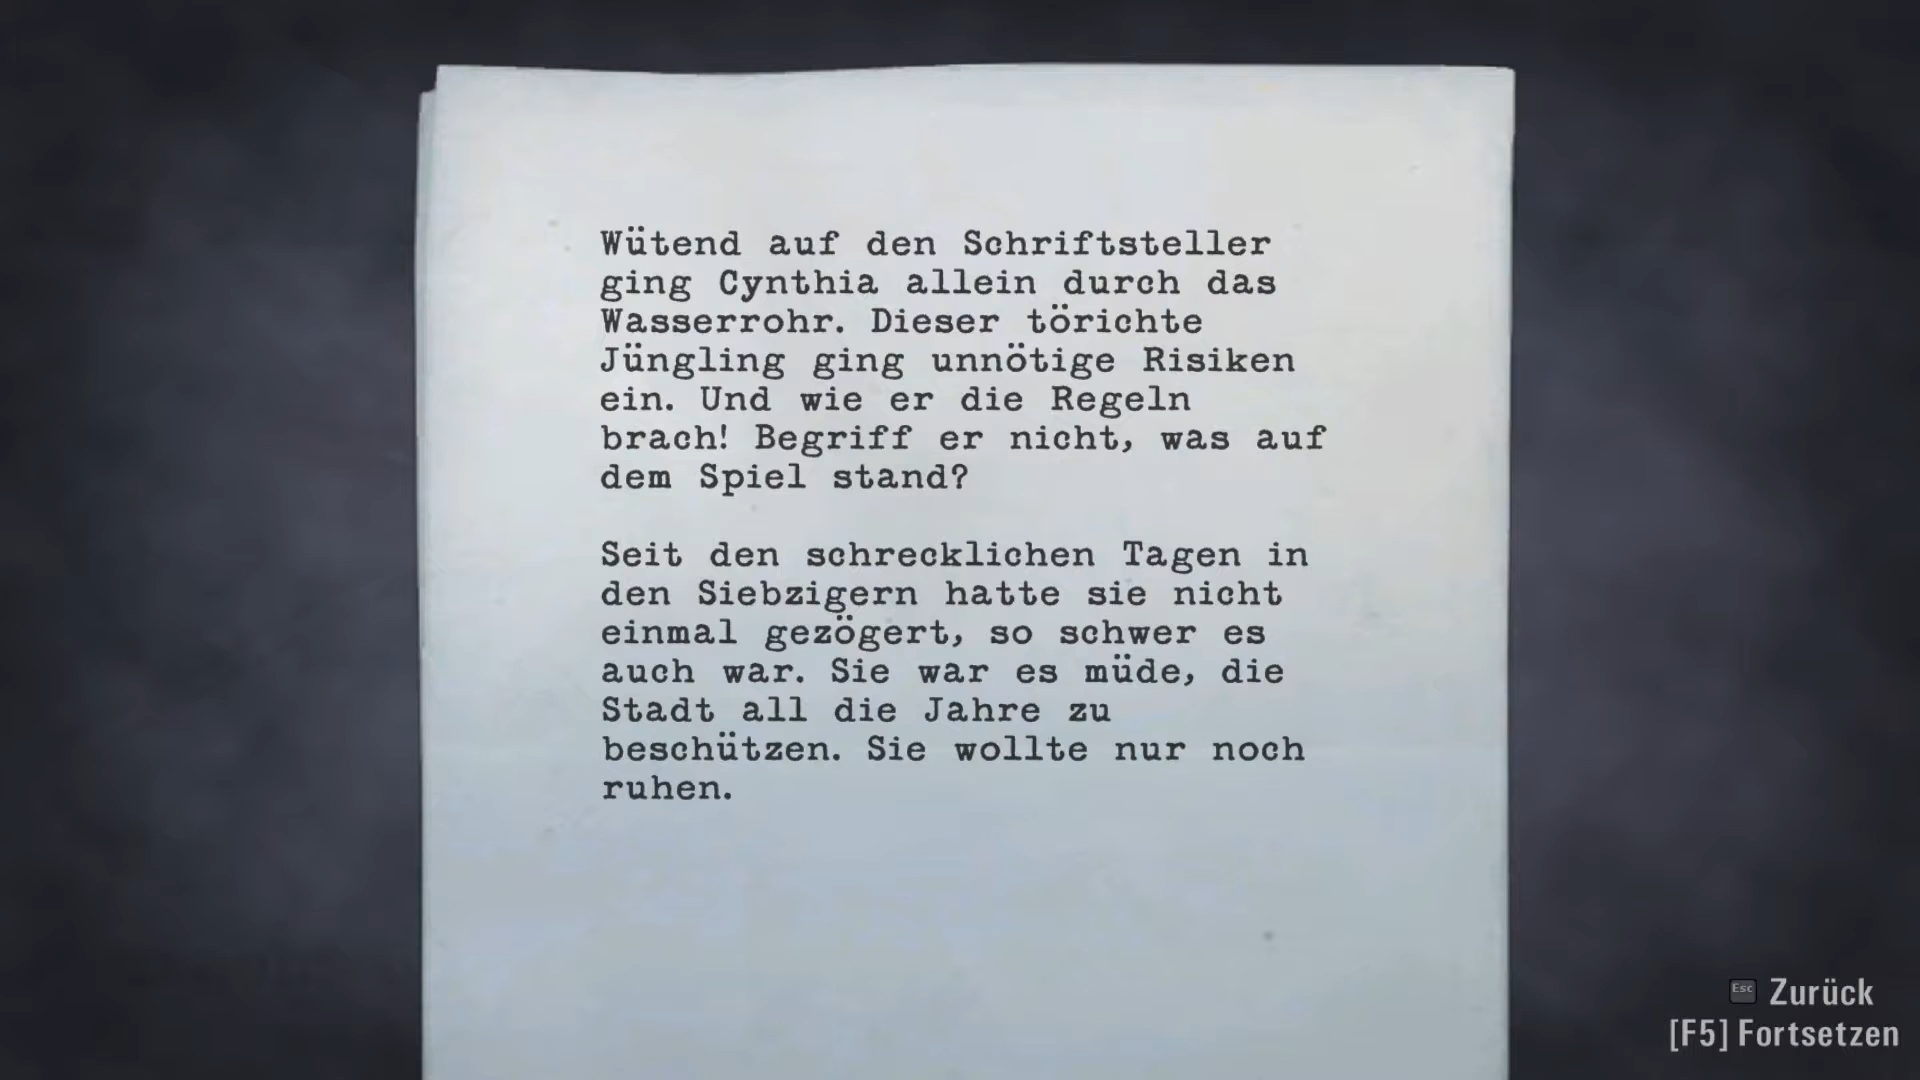 Wütend auf den Schriftsteller
ging Cynthia allein durch das
Wasserrohr. Dieser törichte
Jüngling ging unnötige Risiken
ein. Und wie er die Regeln
brach! Begriff er nicht, was auf
dem Spiel stand?
Seit den schrecklichen Tagen in
den Siebzigern hatte sie nicht
einmal gezögert, so schwer es
auch war. Sie war es müde, die
Stadt all die Jahre zu
beschützen. Sie wollte nur noch
ruhen.
Esc Zurück
[F5] Fortsetzen